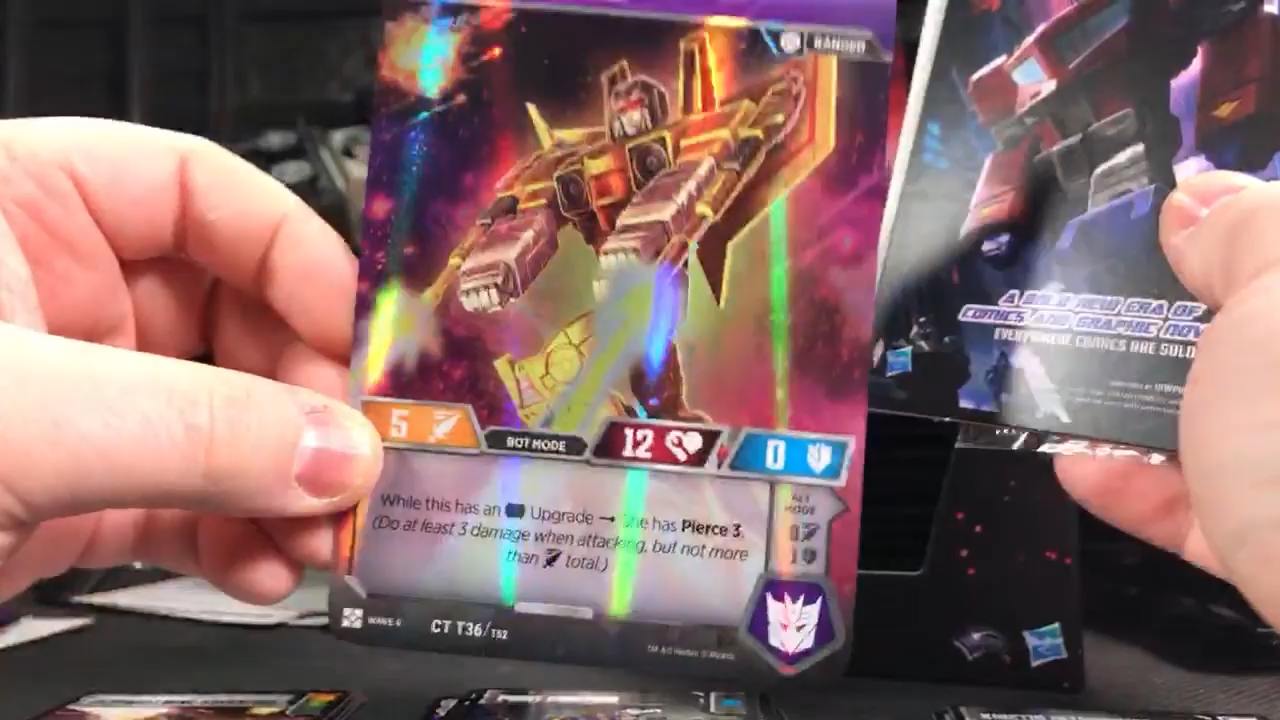 RANGED
A BOLD NEW ERA OF
COMICS AND GRAPHIC NOV
EVERYWHERE COMICS ARE SOLD
5
BOT MODE
12
0
While this has an Upgrade → he has Pierce 3.
(Do at least 3 damage when attacking, but not more
than total.)
ALT
MODE
WAVE
CT T36/T52